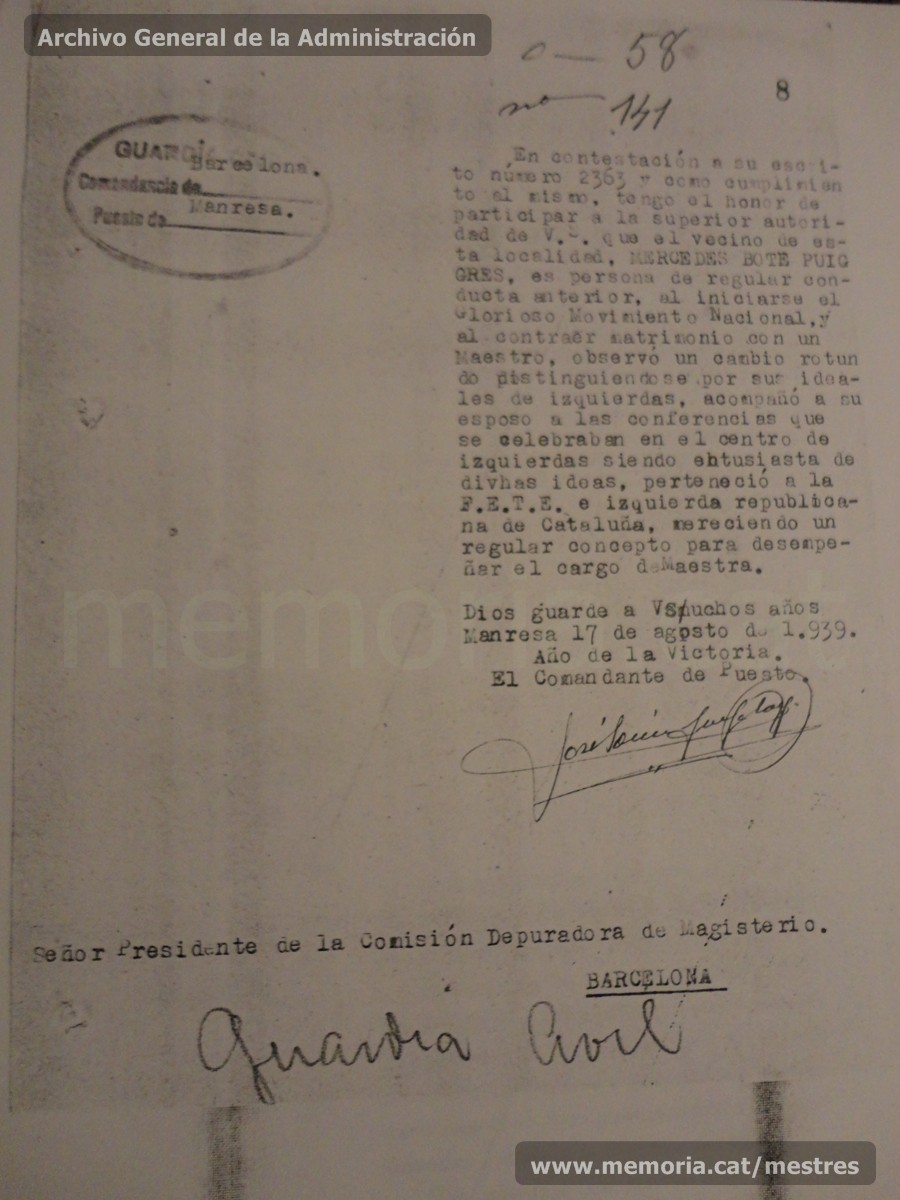 Archivo General de la Administración
58
8
nº 141
GUARDIA
Comandancia de Barcelona.
Puesto de Manresa.
En contestación a su escri-
to número 2363 y como cumplimien
to al mismo, tengo el honor de
participar a la superior autori-
dad de V.S. que el vecino de es-
ta localidad, MERCEDES BOTE PUIG
GRES, es persona de regular con-
ducta anterior, al iniciarse el
Glorioso Movimiento Nacional,y
al contraer matrimonio con un
Maestro, observó un cambio rotun
do distinguiendose por sus idea-
les de izquierdas, acompañó a su
esposo a las conferencias que
se celebraban en el centro de
izquierdas siendo entusiasta de
divhas ideas, perteneció a la
F.E.T.E. e izquierda republica-
na de Cataluña, mereciendo un
regular concepto para desempe-
ñar el cargo de Maestra.
Dios guarde a VS muchos años
Manresa 17 de agosto de 1.939.
Año de la Victoria.
El Comandante de Puesto.
José
Señor Presidente de la Comisión Depuradora de Magisterio.
BARCELONA
Guardia Civil
memoria.cat
www.memoria.cat/mestres